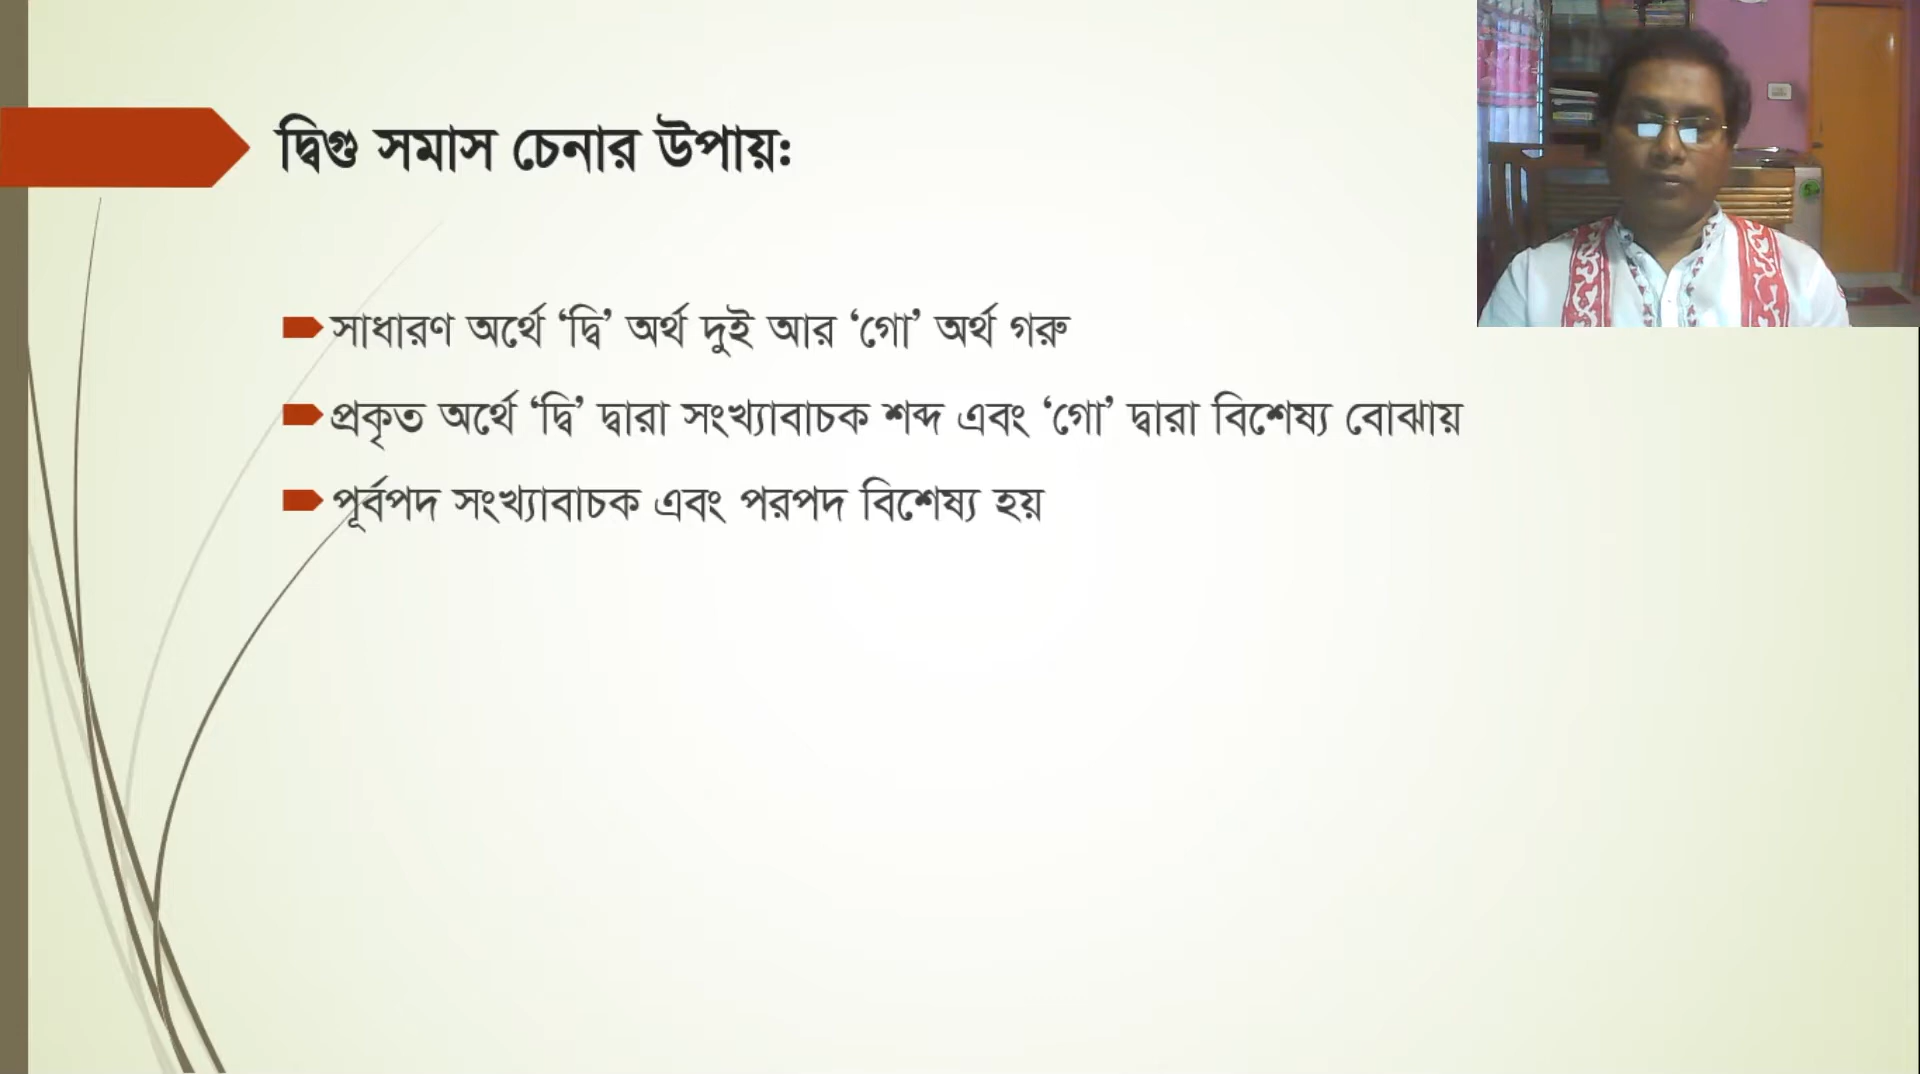 দ্বিগু সমাস চেনার উপায়ঃ
সাধারণ অর্থে ‘দ্বি’ অর্থ দুই আর ‘গো’ অর্থ গরু
প্রকৃত অর্থে ‘দ্বি’ দ্বারা সংখ্যাবাচক শব্দ এবং ‘গো’ দ্বারা বিশেষ্য বোঝায়
পূর্বপদ সংখ্যাবাচক এবং পরপদ বিশেষ্য হয়